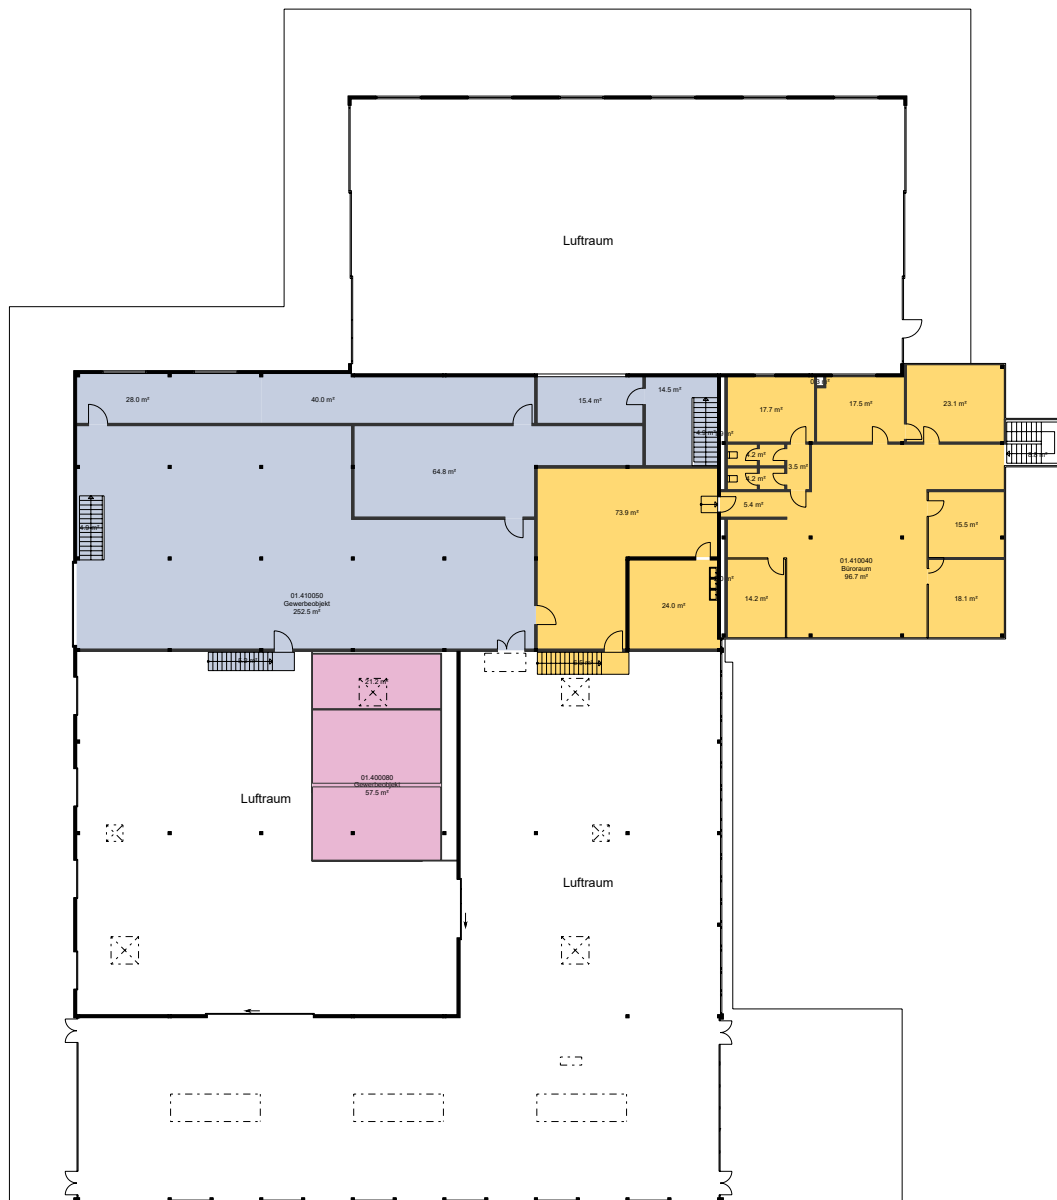 Luftraum
28.0 m²
40.0 m²
15.4 m²
14.5 m²
17.7 m²
17.5 m²
23.1 m²
64.8 m²
4.2 m²
3.5 m²
4.2 m²
73.9 m²
5.4 m²
15.5 m²
4.9 m²
01.410040
Büroraum
96.7 m²
01.410050
Gewerbeobjekt
252.5 m²
24.0 m²
14.2 m²
18.1 m²
21.2 m²
01.400080
Gewerbeobjekt
57.5 m²
Luftraum
Luftraum